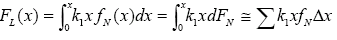 F_L(x) = ∫_0^x k_1 x f_N(x)dx = ∫_0^x k_1 x dF_N ≅ ∑ k_1 x f_N Δx